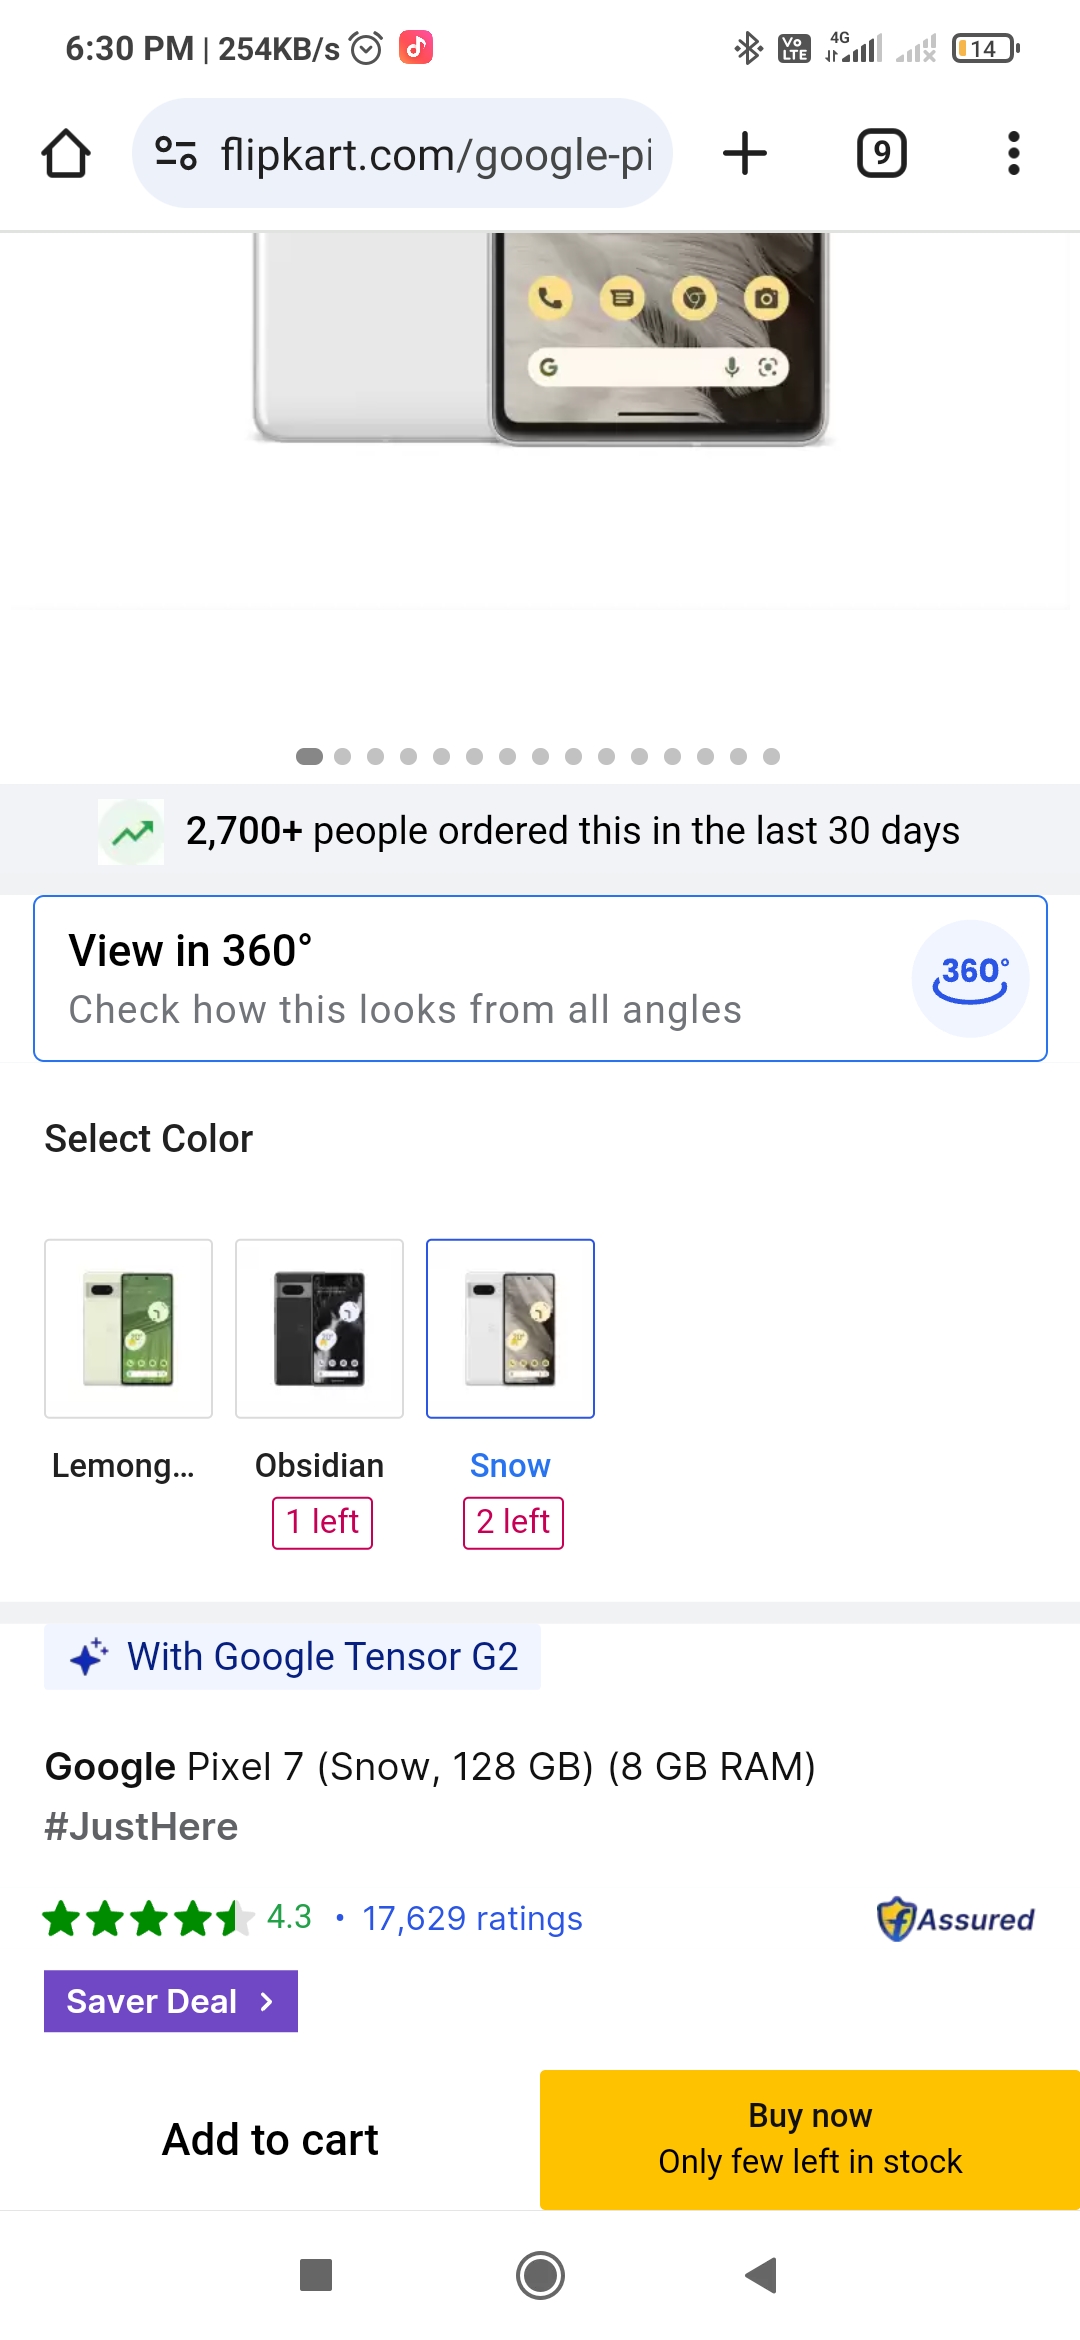 6:30 PM | 254KB/s
Vo LTE 4G 14
flipkart.com/google-pi
9
G
2,700+ people ordered this in the last 30 days
View in 360°
Check how this looks from all angles
360°
Select Color
Lemong...
Obsidian
Snow
1 left
2 left
With Google Tensor G2
Google Pixel 7 (Snow, 128 GB) (8 GB RAM)
#JustHere
4.3 • 17,629 ratings
Assured
Saver Deal
Add to cart
Buy now
Only few left in stock